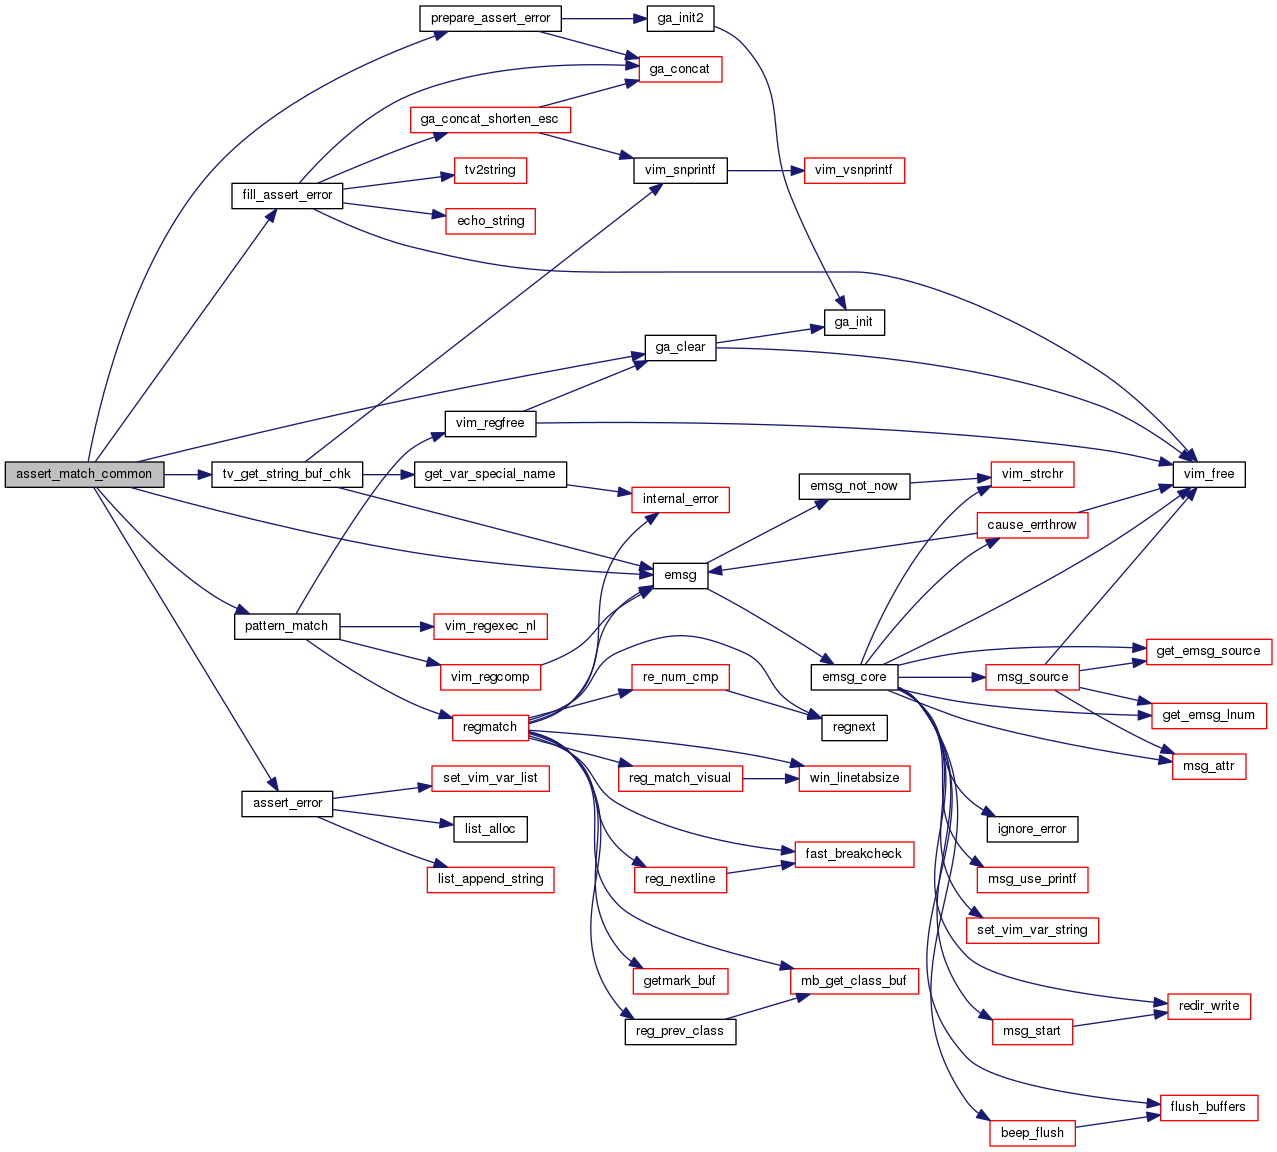 prepare_assert_error
ga_init2
ga_concat
ga_concat_shorten_esc
vim_snprintf
vim_vsnprintf
tv2string
fill_assert_error
echo_string
ga_init
ga_clear
vim_regfree
assert_match_common
tv_get_string_buf_chk
get_var_special_name
emsg_not_now
vim_strchr
vim_free
internal_error
cause_errthrow
emsg
pattern_match
vim_regexec_nl
vim_regcomp
re_num_cmp
emsg_core
msg_source
get_emsg_source
regmatch
regnext
get_emsg_lnum
set_vim_var_list
reg_match_visual
win_linetabsize
msg_attr
assert_error
list_alloc
ignore_error
fast_breakcheck
list_append_string
reg_nextline
msg_use_printf
set_vim_var_string
getmark_buf
mb_get_class_buf
redir_write
reg_prev_class
msg_start
flush_buffers
beep_flush